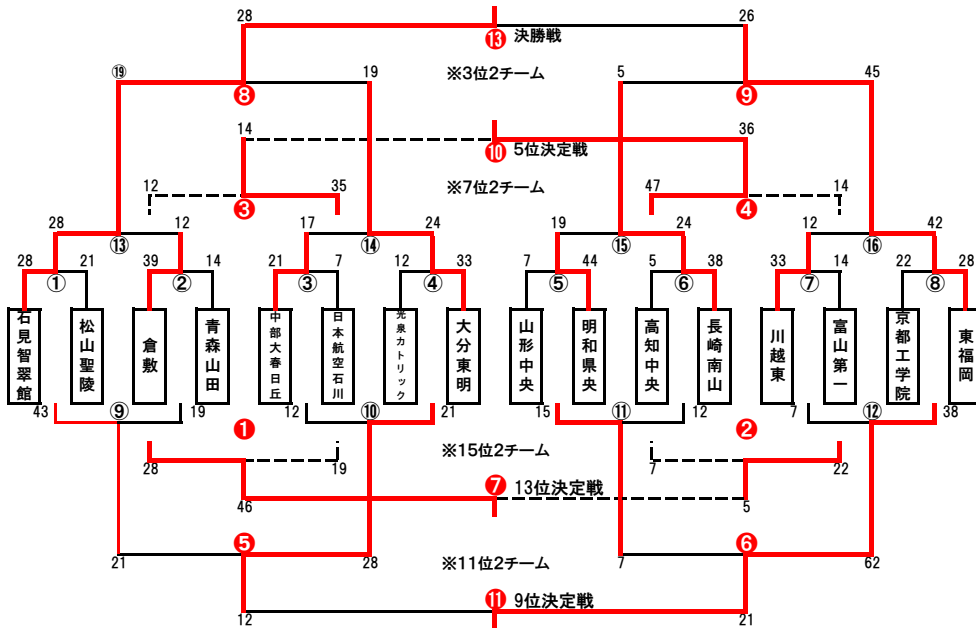 28 26
⓭ 決勝戦
⑲ 19 5 45
※3位2チーム
❽ ❾
14 36
❿ 5位決定戦
12 35 ※7位2チーム 47 14
❸ ❹
28 12 17 24 19 24 12 42
⑬ ⑭ ⑮ ⑯
28 21 39 14 21 7 12 33 7 44 5 38 33 14 22 28
① ② ③ ④ ⑤ ⑥ ⑦ ⑧
石見智翠館
松山聖陵
倉敷
青森山田
中部大春日丘
日本航空石川
光泉カトリック
大分東明
山形中央
明和県央
高知中央
長崎南山
川越東
富山第一
京都工学院
東福岡
43 ⑨ 19 12 ⑩ 21 15 ⑪ 12 7 ⑫ 38
❶ ❷
※15位2チーム
28 19 7 22
❼ 13位決定戦
46 5
❺ ❻
21 28 ※11位2チーム 7 62
⓫ 9位決定戦
12 21